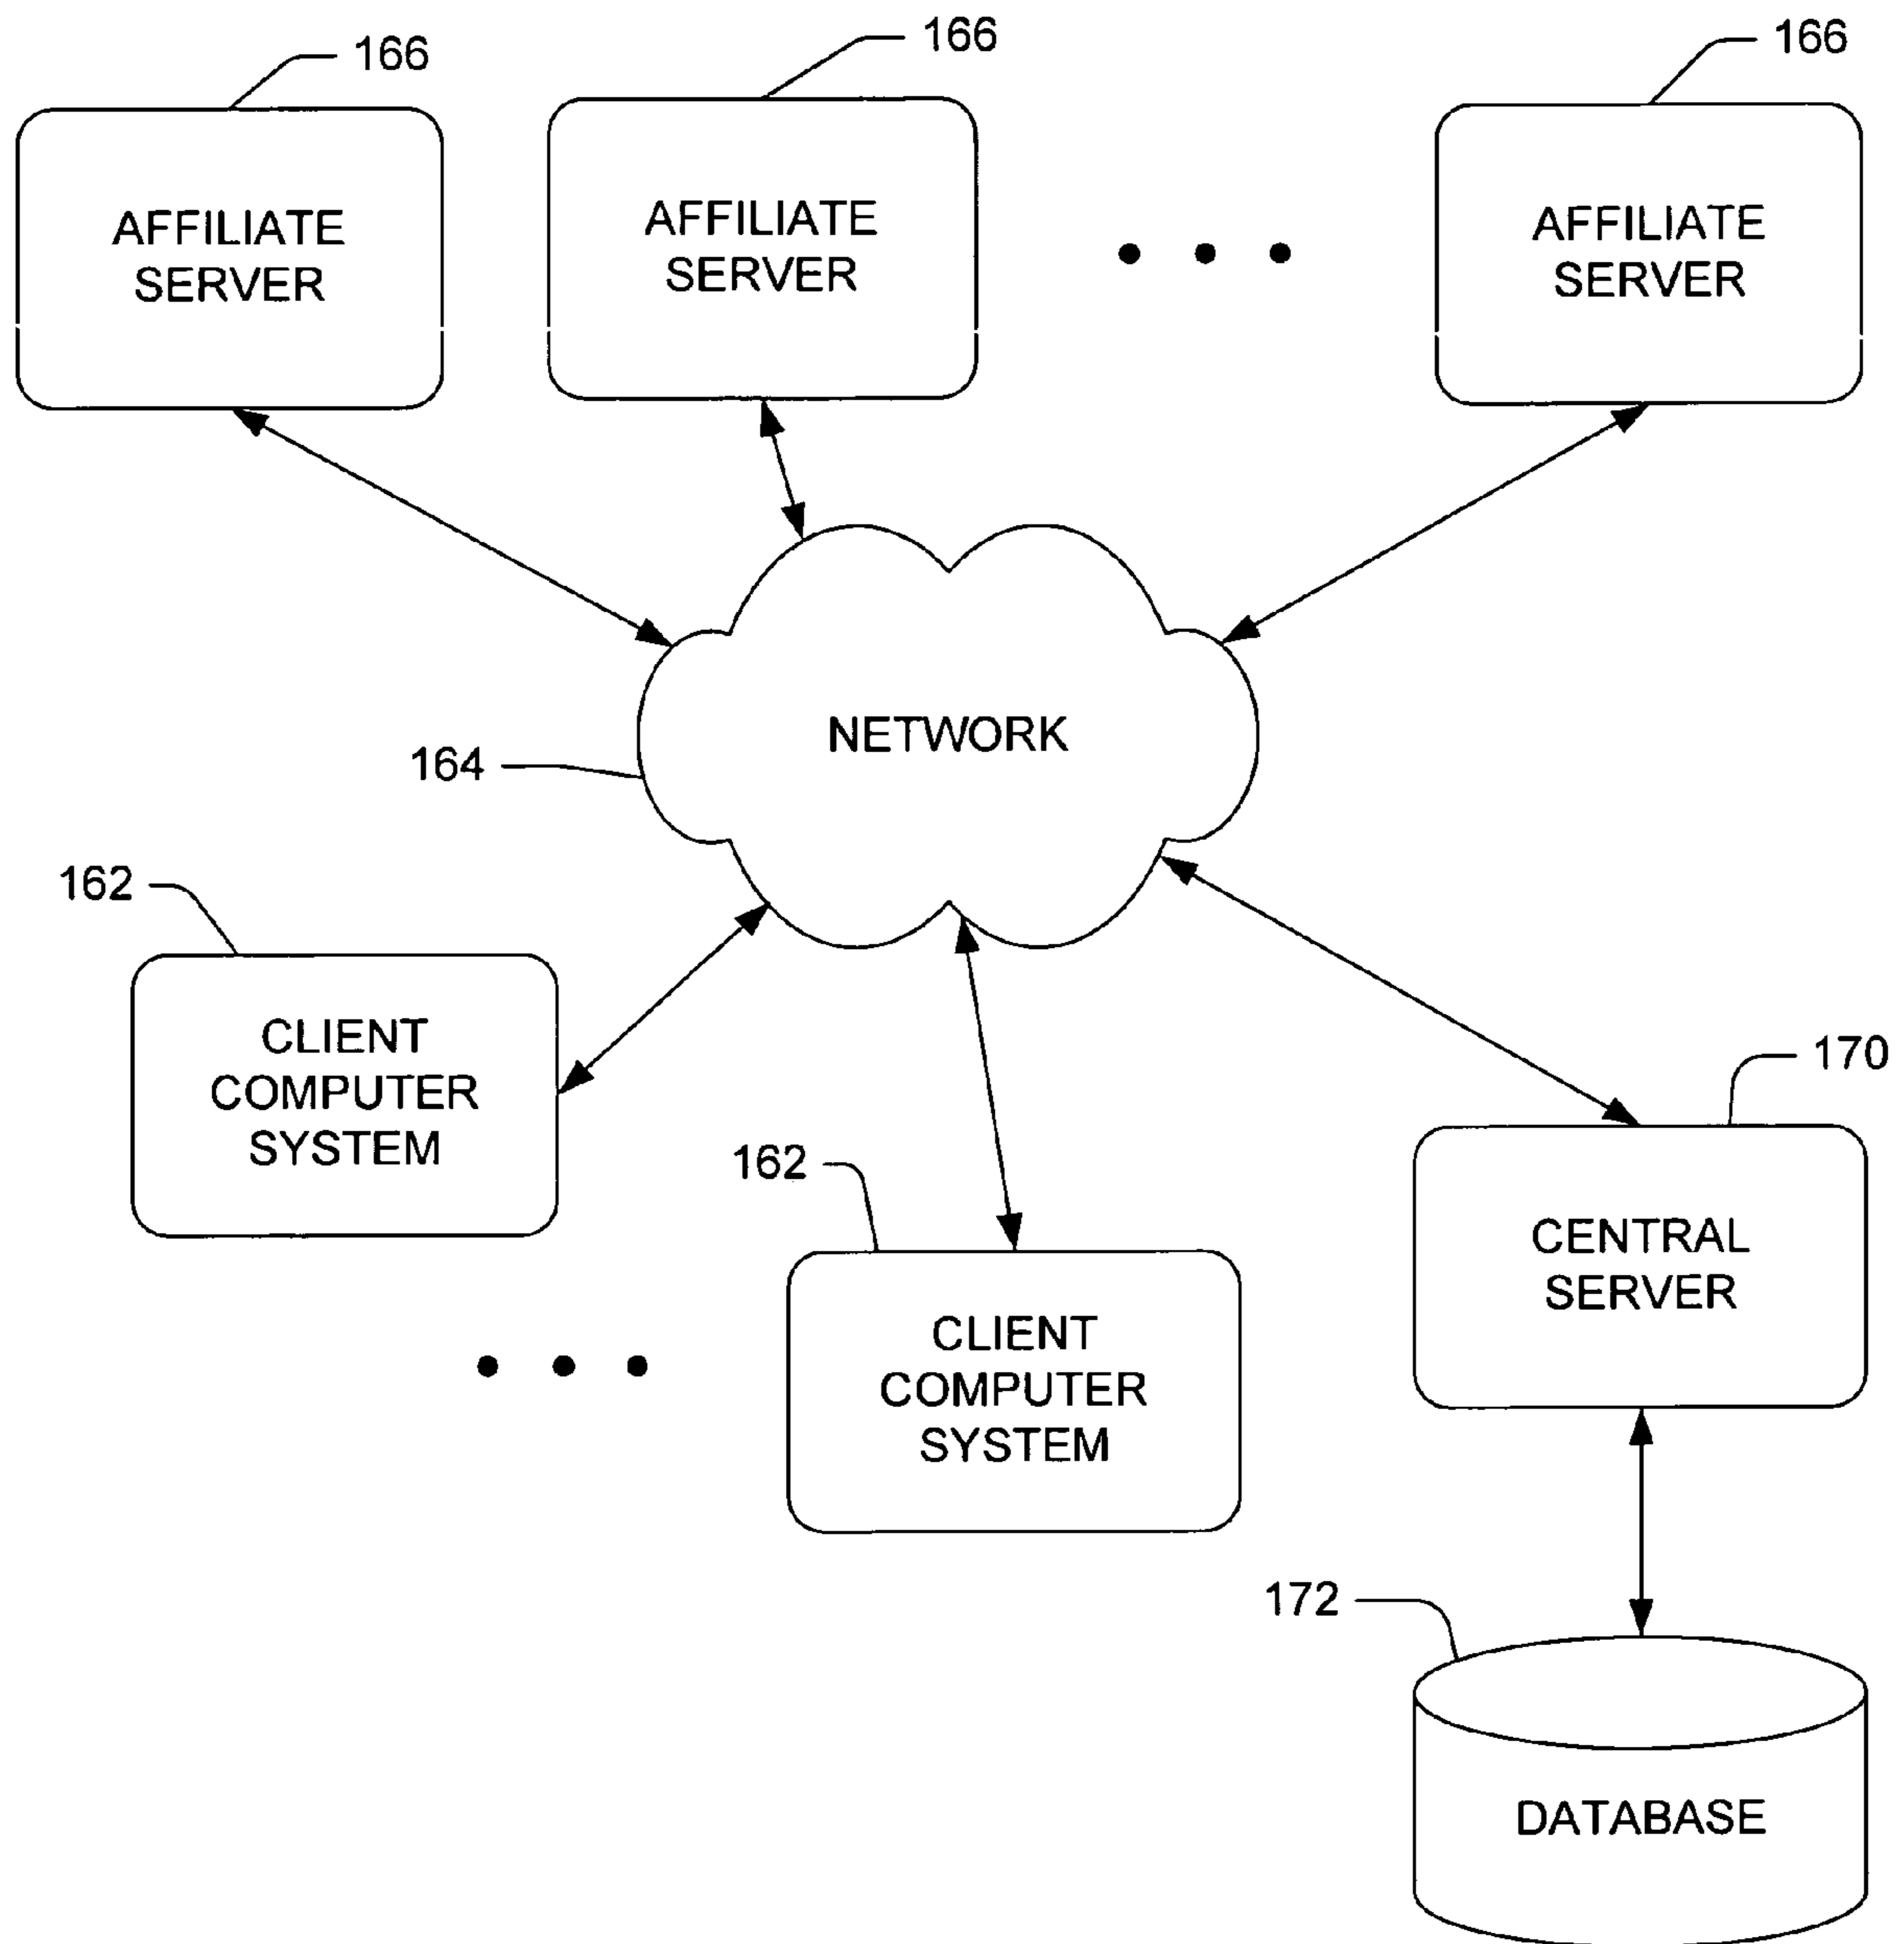 166
166
166
AFFILIATE
SERVER
AFFILIATE
SERVER
AFFILIATE
SERVER
NETWORK
164
162
CLIENT
COMPUTER
SYSTEM
170
162
CENTRAL
SERVER
CLIENT
COMPUTER
SYSTEM
172
DATABASE